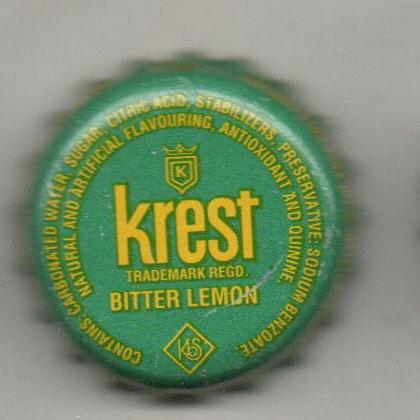 CONTAINS: CARBONATED WATER, SUGAR, CITRIC ACID, STABILIZERS, PRESERVATIVE: SODIUM BENZOATE,
NATURAL AND ARTIFICIAL FLAVOURING, ANTIOXIDANT AND QUININE.
K
krest
TRADEMARK REGD.
BITTER LEMON
KBS